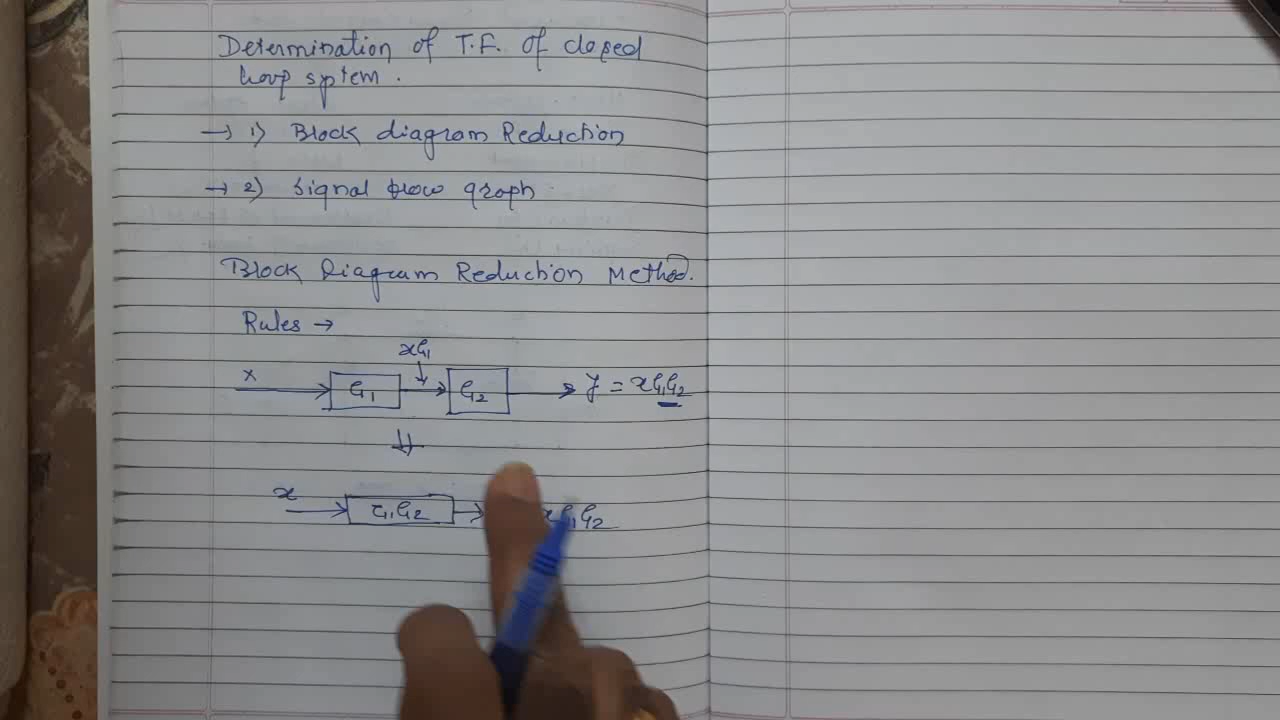 Determination of T.F. of closed
loop system.
→ 1) Block diagram Reduction
→ 2) Signal flow graph
Block Diagram Reduction Method.
Rules →
xG1
x G1 G2 y = xG1G2
x G1G2 xG1G2